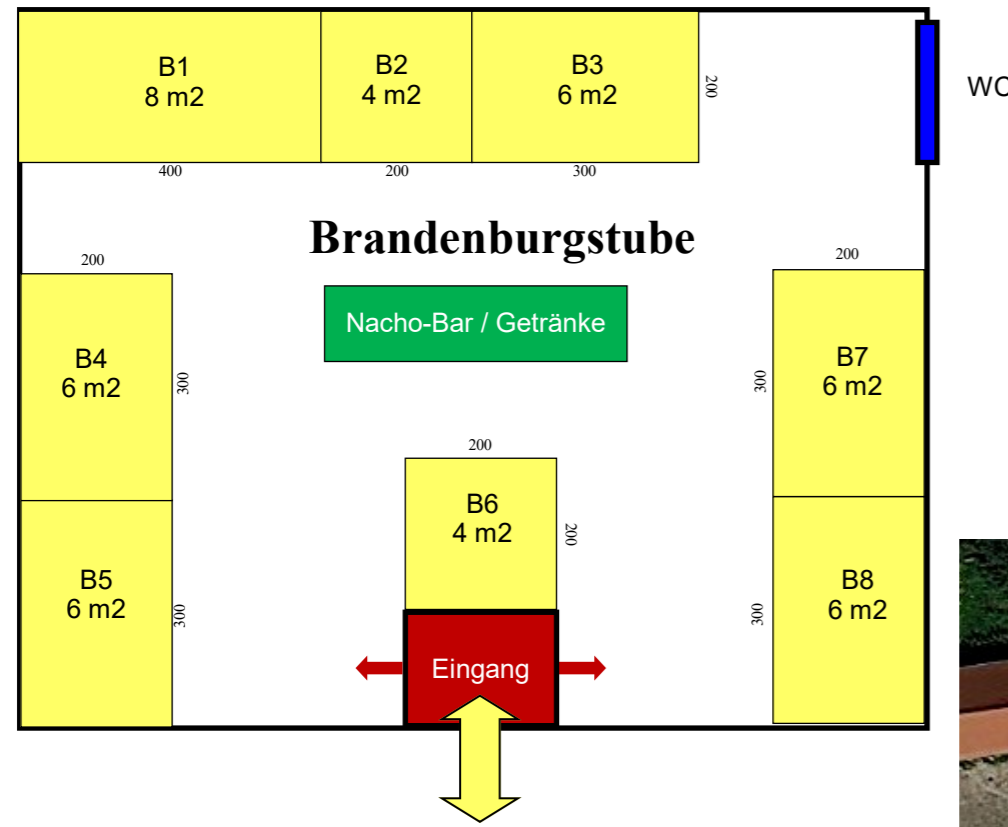 B1
8 m2
B2
4 m2
B3
6 m2
200
WC
400
200
300
Brandenburgstube
200
200
Nacho-Bar / Getränke
B4
6 m2
300
B7
6 m2
300
200
B6
4 m2
200
B5
6 m2
300
B8
6 m2
300
Eingang